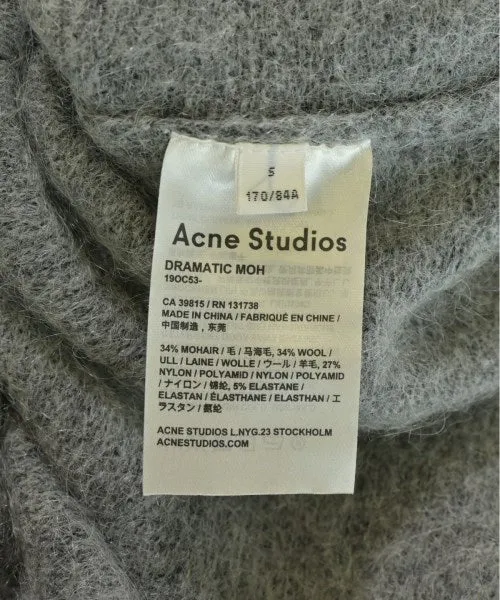 S
170/84A
Acne Studios
DRAMATIC MOH
19OC53-
CA 39815 / RN 131738
MADE IN CHINA / FABRIQUÉ EN CHINE /
中国制造，东莞
34% MOHAIR / 毛 / 马海毛, 34% WOOL /
ULL / LAINE / WOLLE / ウール / 羊毛, 27%
NYLON / POLYAMID / NYLON / POLYAMID
/ ナイロン / 锦纶, 5% ELASTANE /
ELASTAN / ÉLASTHANE / ELASTHAN / エ
ラスタン / 氨纶
ACNE STUDIOS L.NYG.23 STOCKHOLM
ACNESTUDIOS.COM